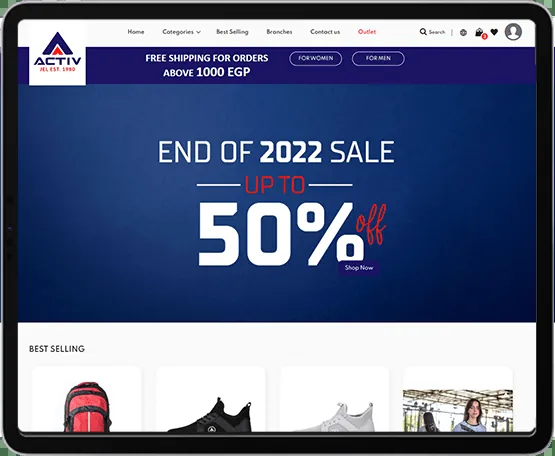 Home Categories Best Selling Branches Contact us Outlet Search
ACTIV
JEL EST. 1980
FREE SHIPPING FOR ORDERS
ABOVE 1000 EGP
FOR WOMEN FOR MEN
END OF 2022 SALE
UP TO
50% off
Shop Now
BEST SELLING